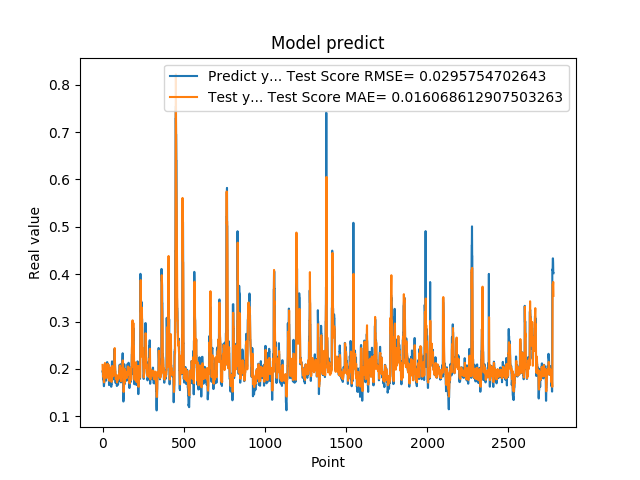 Model predict
Predict y... Test Score RMSE= 0.0295754702643
Test y... Test Score MAE= 0.016068612907503263
0.8
0.7
0.6
0.5
0.4
0.3
0.2
0.1
Real value
0 500 1000 1500 2000 2500
Point